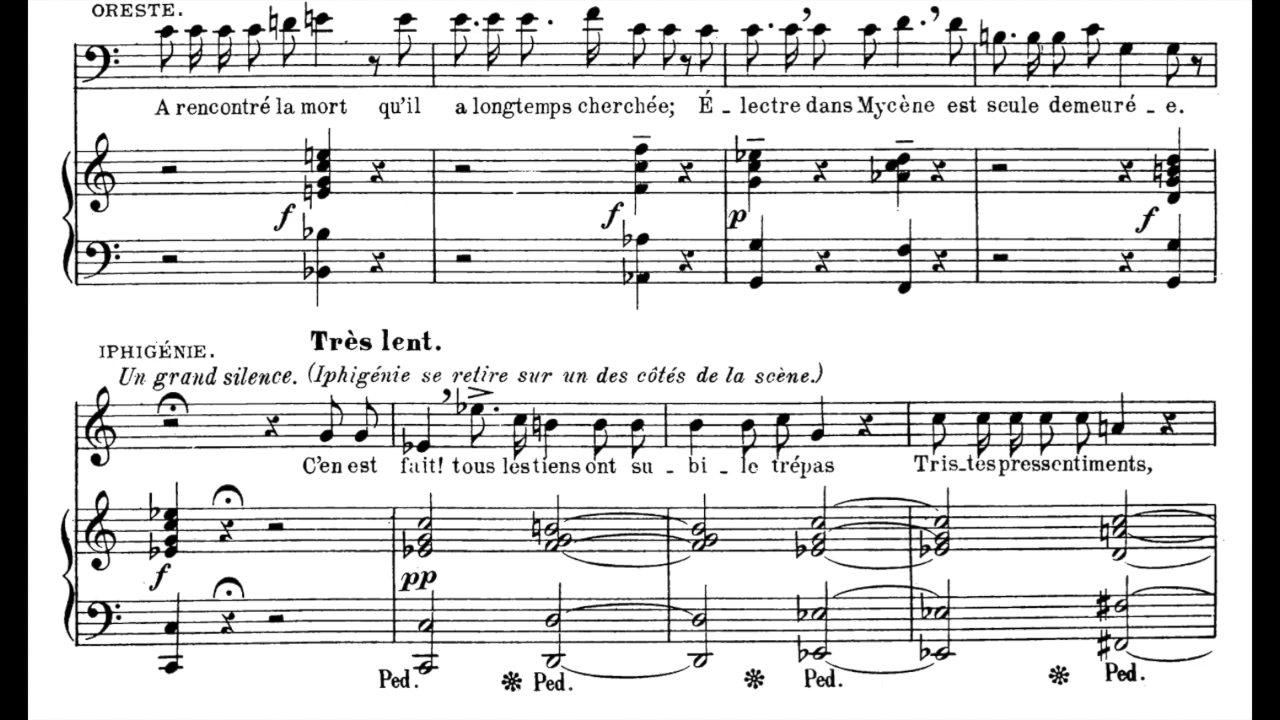 ORESTE.
A rencontré la mort qu'il a longtemps cherchée; É - lectre dans Mycène est seule demeuré - e.
f f p f
IPHIGÉNIE.
Très lent.
Un grand silence. (Iphigénie se retire sur un des côtés de la scène.)
C'en est fait! tous les tiens ont su - bi - le trépas Tris-tes pressentiments,
f pp
Ped. Ped. Ped. Ped.